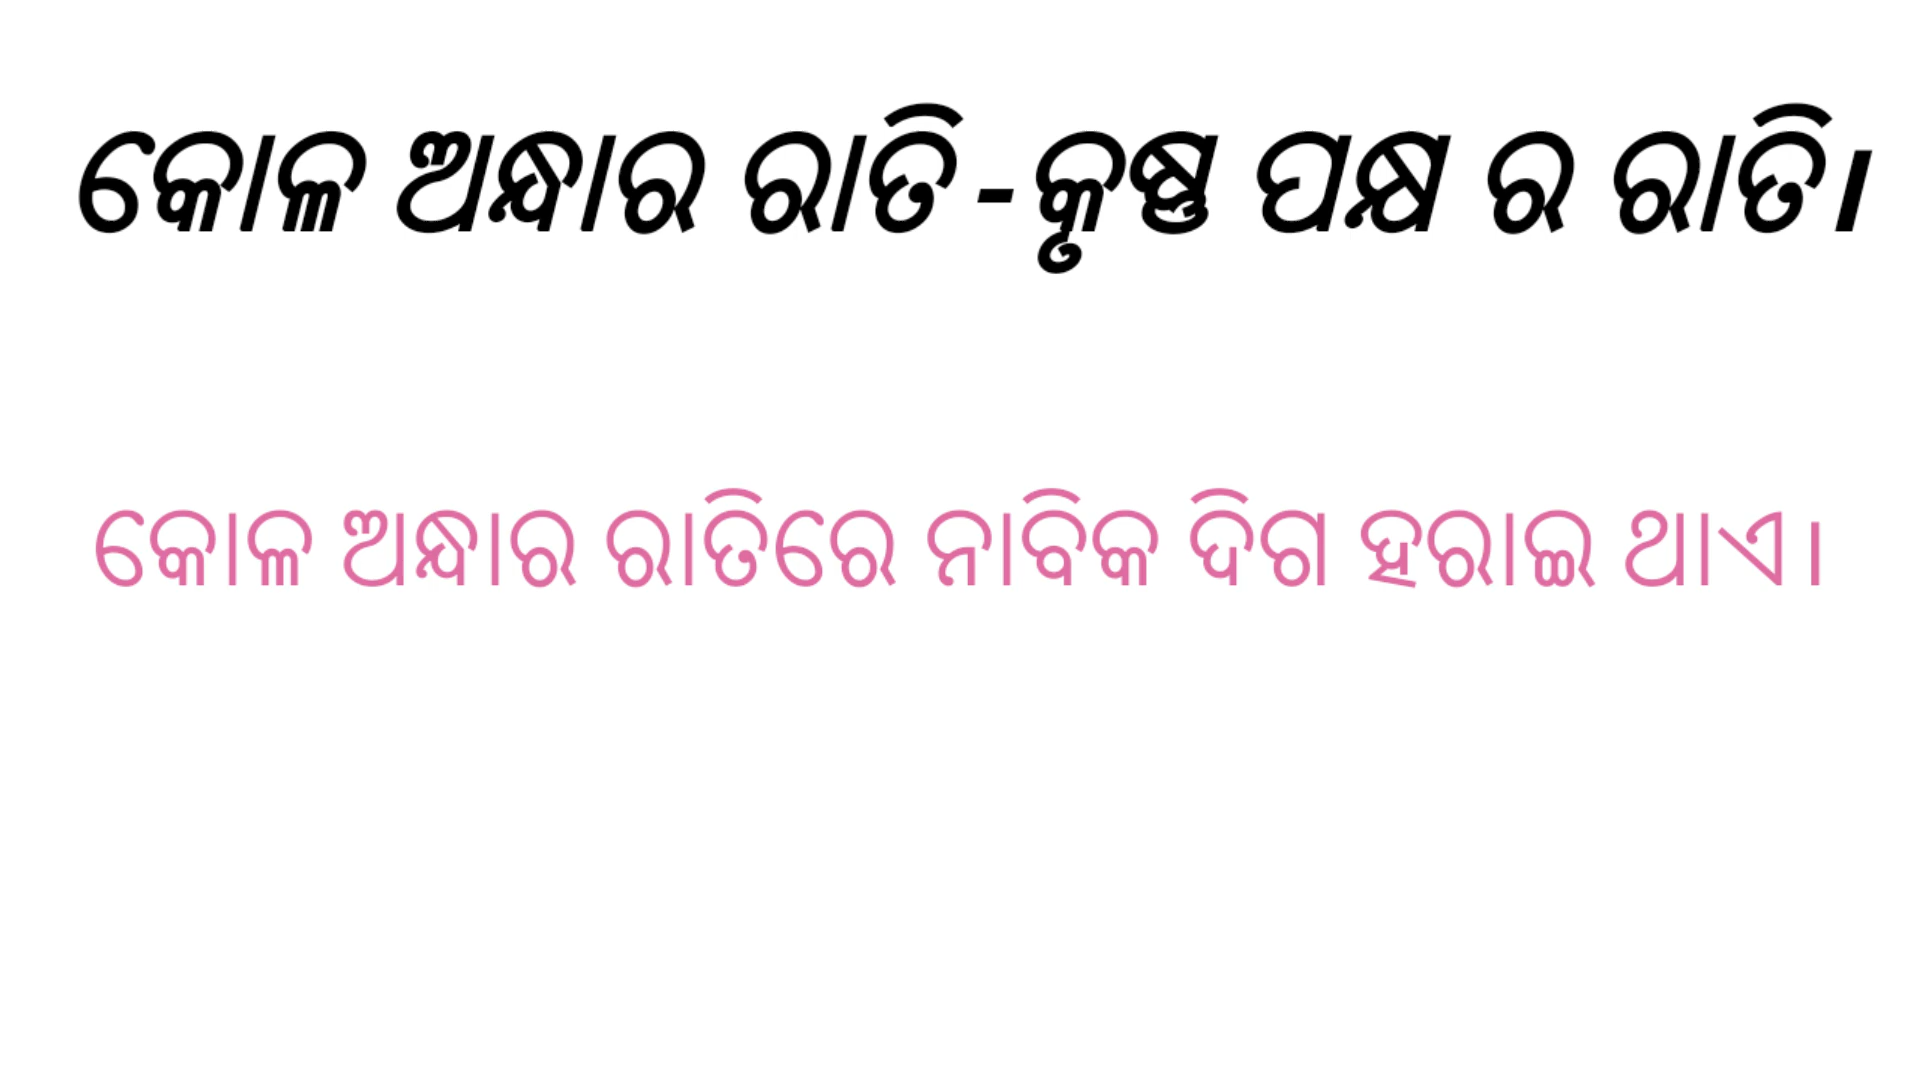 କୋଳ ଅନ୍ଧାର ରାତି-କୃଷ୍ଣ ପକ୍ଷ ର ରାତି।
କୋଳ ଅନ୍ଧାର ରାତିରେ ନାବିକ ଦିଗ ହରାଇ ଥାଏ।